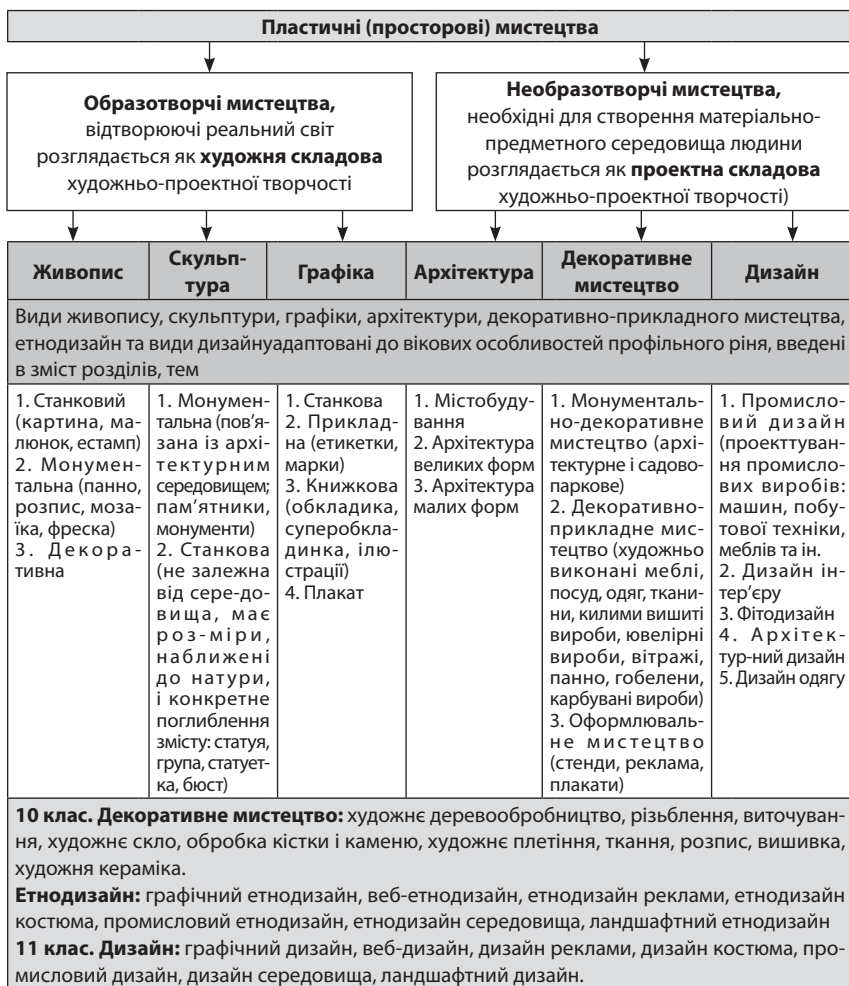 Пластичні (просторові) мистецтва
Образотворчі мистецтва,
відтворюючі реальний світ
розглядається як художня складова
художньо-проектної творчості
Необразотворчі мистецтва,
необхідні для створення матеріально-
предметного середовища людини
розглядається як проектна складова
художньо-проектної творчості)
Живопис
Скульп-
тура
Графіка
Архітектура
Декоративне
мистецтво
Дизайн
Види живопису, скульптури, графіки, архітектури, декоративно-прикладного мистецтва,
етнодизайн та види дизайнуадаптовані до вікових особливостей профільного ріня, введені
в зміст розділів, тем
1. Становий
(картина, ма-
люнок, естамп)
2. Монумен-
тальна (панно,
розпис, моза-
їка, фреска)
3. Декора-
тивна
1. Монумен-
тальна (пов’я-
зана із архі-
тектурним
середовищем;
пам’ятники,
монументи)
2. Станкова
(не залежна
від сере-до-
вища, має
роз-міри,
наближені
до натури,
і конкретне
поглиблення
змісту: статуя,
група, статует-
ка, бюст)
1. Станкова
2. Приклад-
на (етикетки,
марки)
3. Книжкова
(обкладика,
суперобкла-
динка, ілю-
страції)
4. Плакат
1. Містобуду-
вання
2. Архітектура
великих форм
3. Архітектура
малих форм
1. Монументаль-
но-декоративне
мистецтво (архі-
тектурне і садово-
паркове)
2. Декоративно-
прикладне мис-
тецтво (художньо
виконані меблі,
посуд, одяг, ткани-
ни, килими вишиті
вироби, ювелірні
вироби, вітражі,
панно, гобелени,
карбувані вироби)
3. Оформлюваль-
не мистецтво
(стенди, реклама,
плакати)
1. Промисло-
вий дизайн
(проекттуван-
ня промисло-
вих виробів:
машин, побу-
тової техніки,
меблів та ін.
2. Дизайн ін-
тер’єру
3. Фітодизайн
4. Архітек-
тур-ний дизайн
5. Дизайн одягу
10 клас. Декоративне мистецтво: художнє деревообробництво, різьблення, виточуван-
ня, художнє скло, обробка кістки і каменю, художнє плетіння, ткання, розпис, вишивка,
художня кераміка.
Етнодизайн: графічний етнодизайн, веб-етнодизайн, етнодизайн реклами, етнодизайн
костюма, промисловий етнодизайн, етнодизайн середовища, ландшафтний етнодизайн
11 клас. Дизайн: графічний дизайн, веб-дизайн, дизайн реклами, дизайн костюма, про-
мисловий дизайн, дизайн середовища, ландшафтний дизайн.